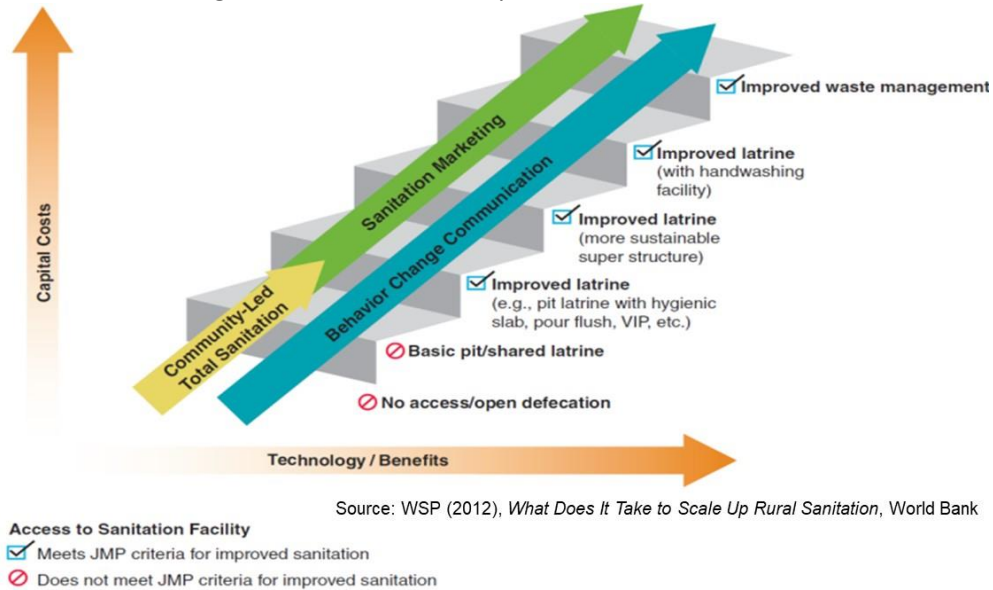 Capital Costs
Community-Led
Total Sanitation
Sanitation Marketing
Behavior Change Communication
Improved waste management
Improved latrine
(with handwashing
facility)
Improved latrine
(more sustainable
super structure)
Improved latrine
(e.g., pit latrine with hygienic
slab, pour flush, VIP, etc.)
Basic pit/shared latrine
No access/open defecation
Technology / Benefits
Source: WSP (2012), What Does It Take to Scale Up Rural Sanitation, World Bank
Access to Sanitation Facility
Meets JMP criteria for improved sanitation
Does not meet JMP criteria for improved sanitation